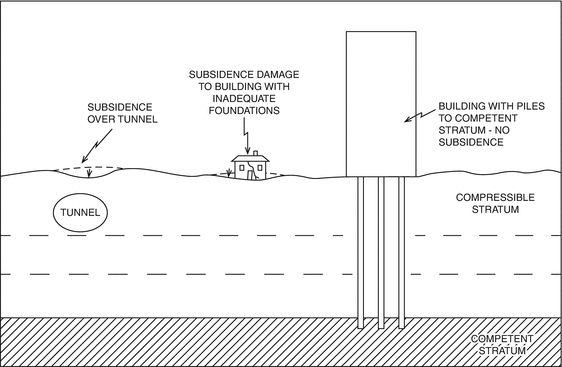 SUBSIDENCE DAMAGE
TO BUILDING WITH
INADEQUATE
FOUNDATIONS
SUBSIDENCE
OVER TUNNEL
BUILDING WITH PILES
TO COMPETENT
STRATUM - NO
SUBSIDENCE
TUNNEL
COMPRESSIBLE
STRATUM
COMPETENT
STRATUM